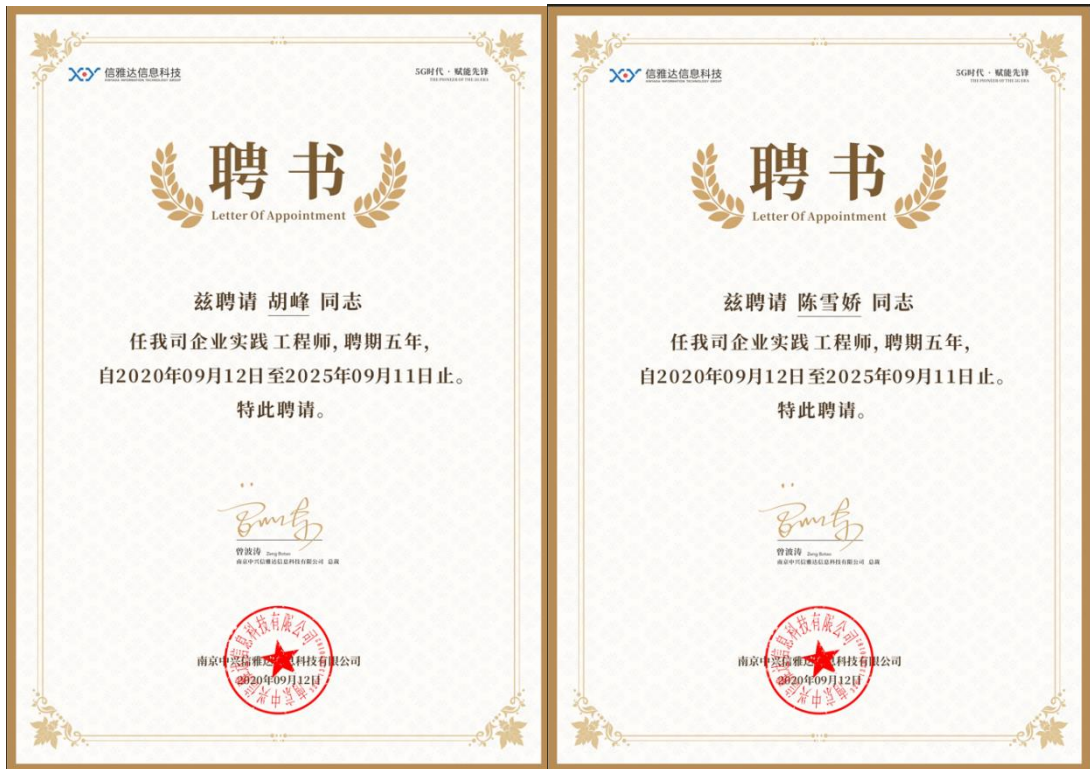 信雅达信息科技
5G时代 · 赋能先锋
聘书
Letter Of Appointment
兹聘请 胡峰 同志
任我司企业实践 工程师, 聘期五年,
自2020年09月12日至2025年09月11日止。
特此聘请。
曾波涛 Zeng Botao
南京中兴信雅达信息科技有限公司 总裁
南京中兴信雅达信息科技有限公司
2020年09月12日
信雅达信息科技
5G时代 · 赋能先锋
聘书
Letter Of Appointment
兹聘请 陈雪娇 同志
任我司企业实践 工程师, 聘期五年,
自2020年09月12日至2025年09月11日止。
特此聘请。
曾波涛 Zeng Botao
南京中兴信雅达信息科技有限公司 总裁
南京中兴信雅达信息科技有限公司
2020年09月12日